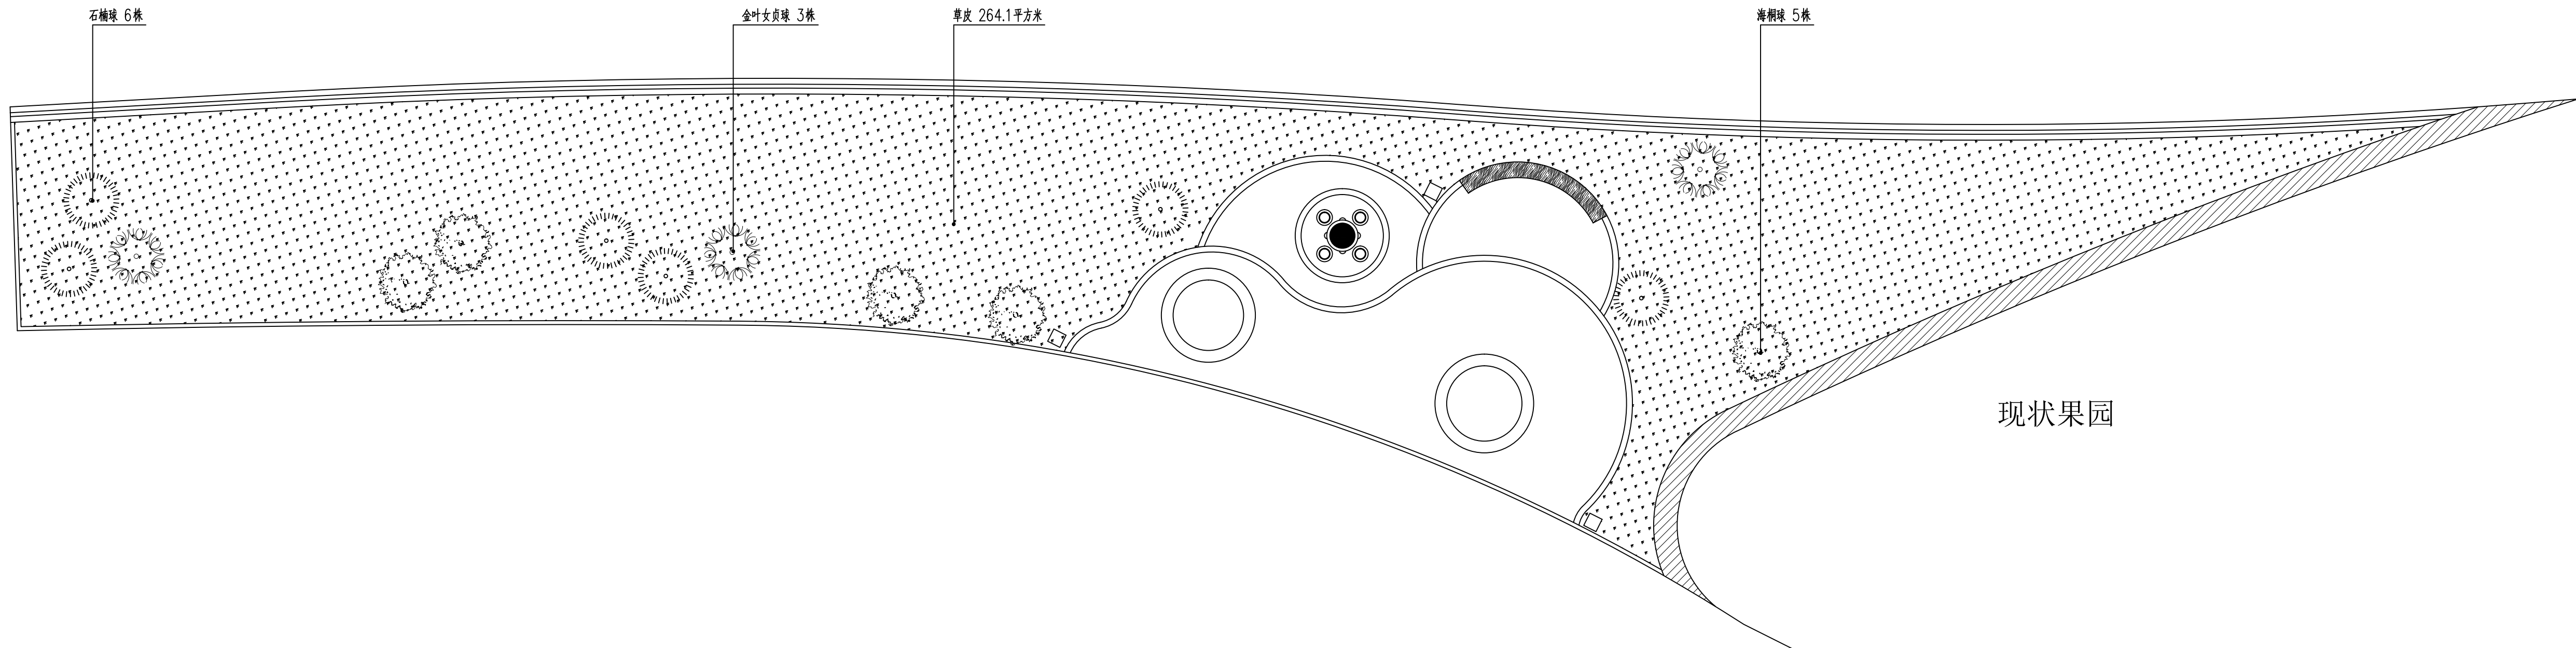 石楠球 6株
金叶女贞球 3株
草皮 264.1平方米
海桐球 5株
现状果园